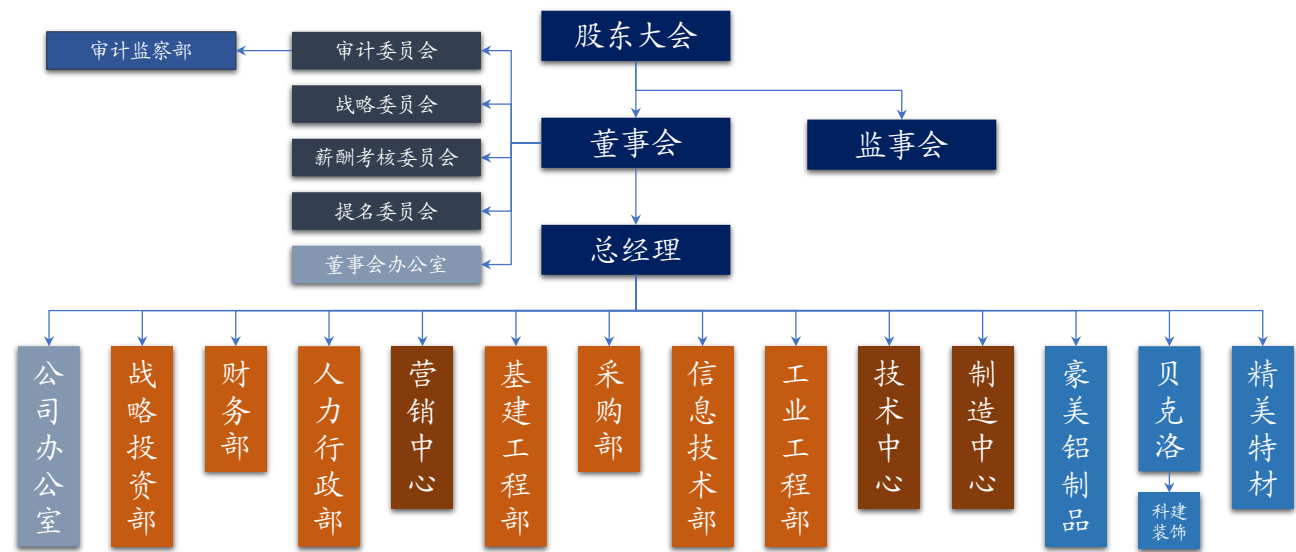 股东大会
审计监察部
审计委员会
战略委员会
董事会
监事会
薪酬考核委员会
提名委员会
总经理
董事会办公室
公司办公室
战略投资部
财务部
人力行政部
营销中心
基建工程部
采购部
信息技术部
工业工程部
技术中心
制造中心
豪美铝制品
贝克洛
精美特材
科建
装饰